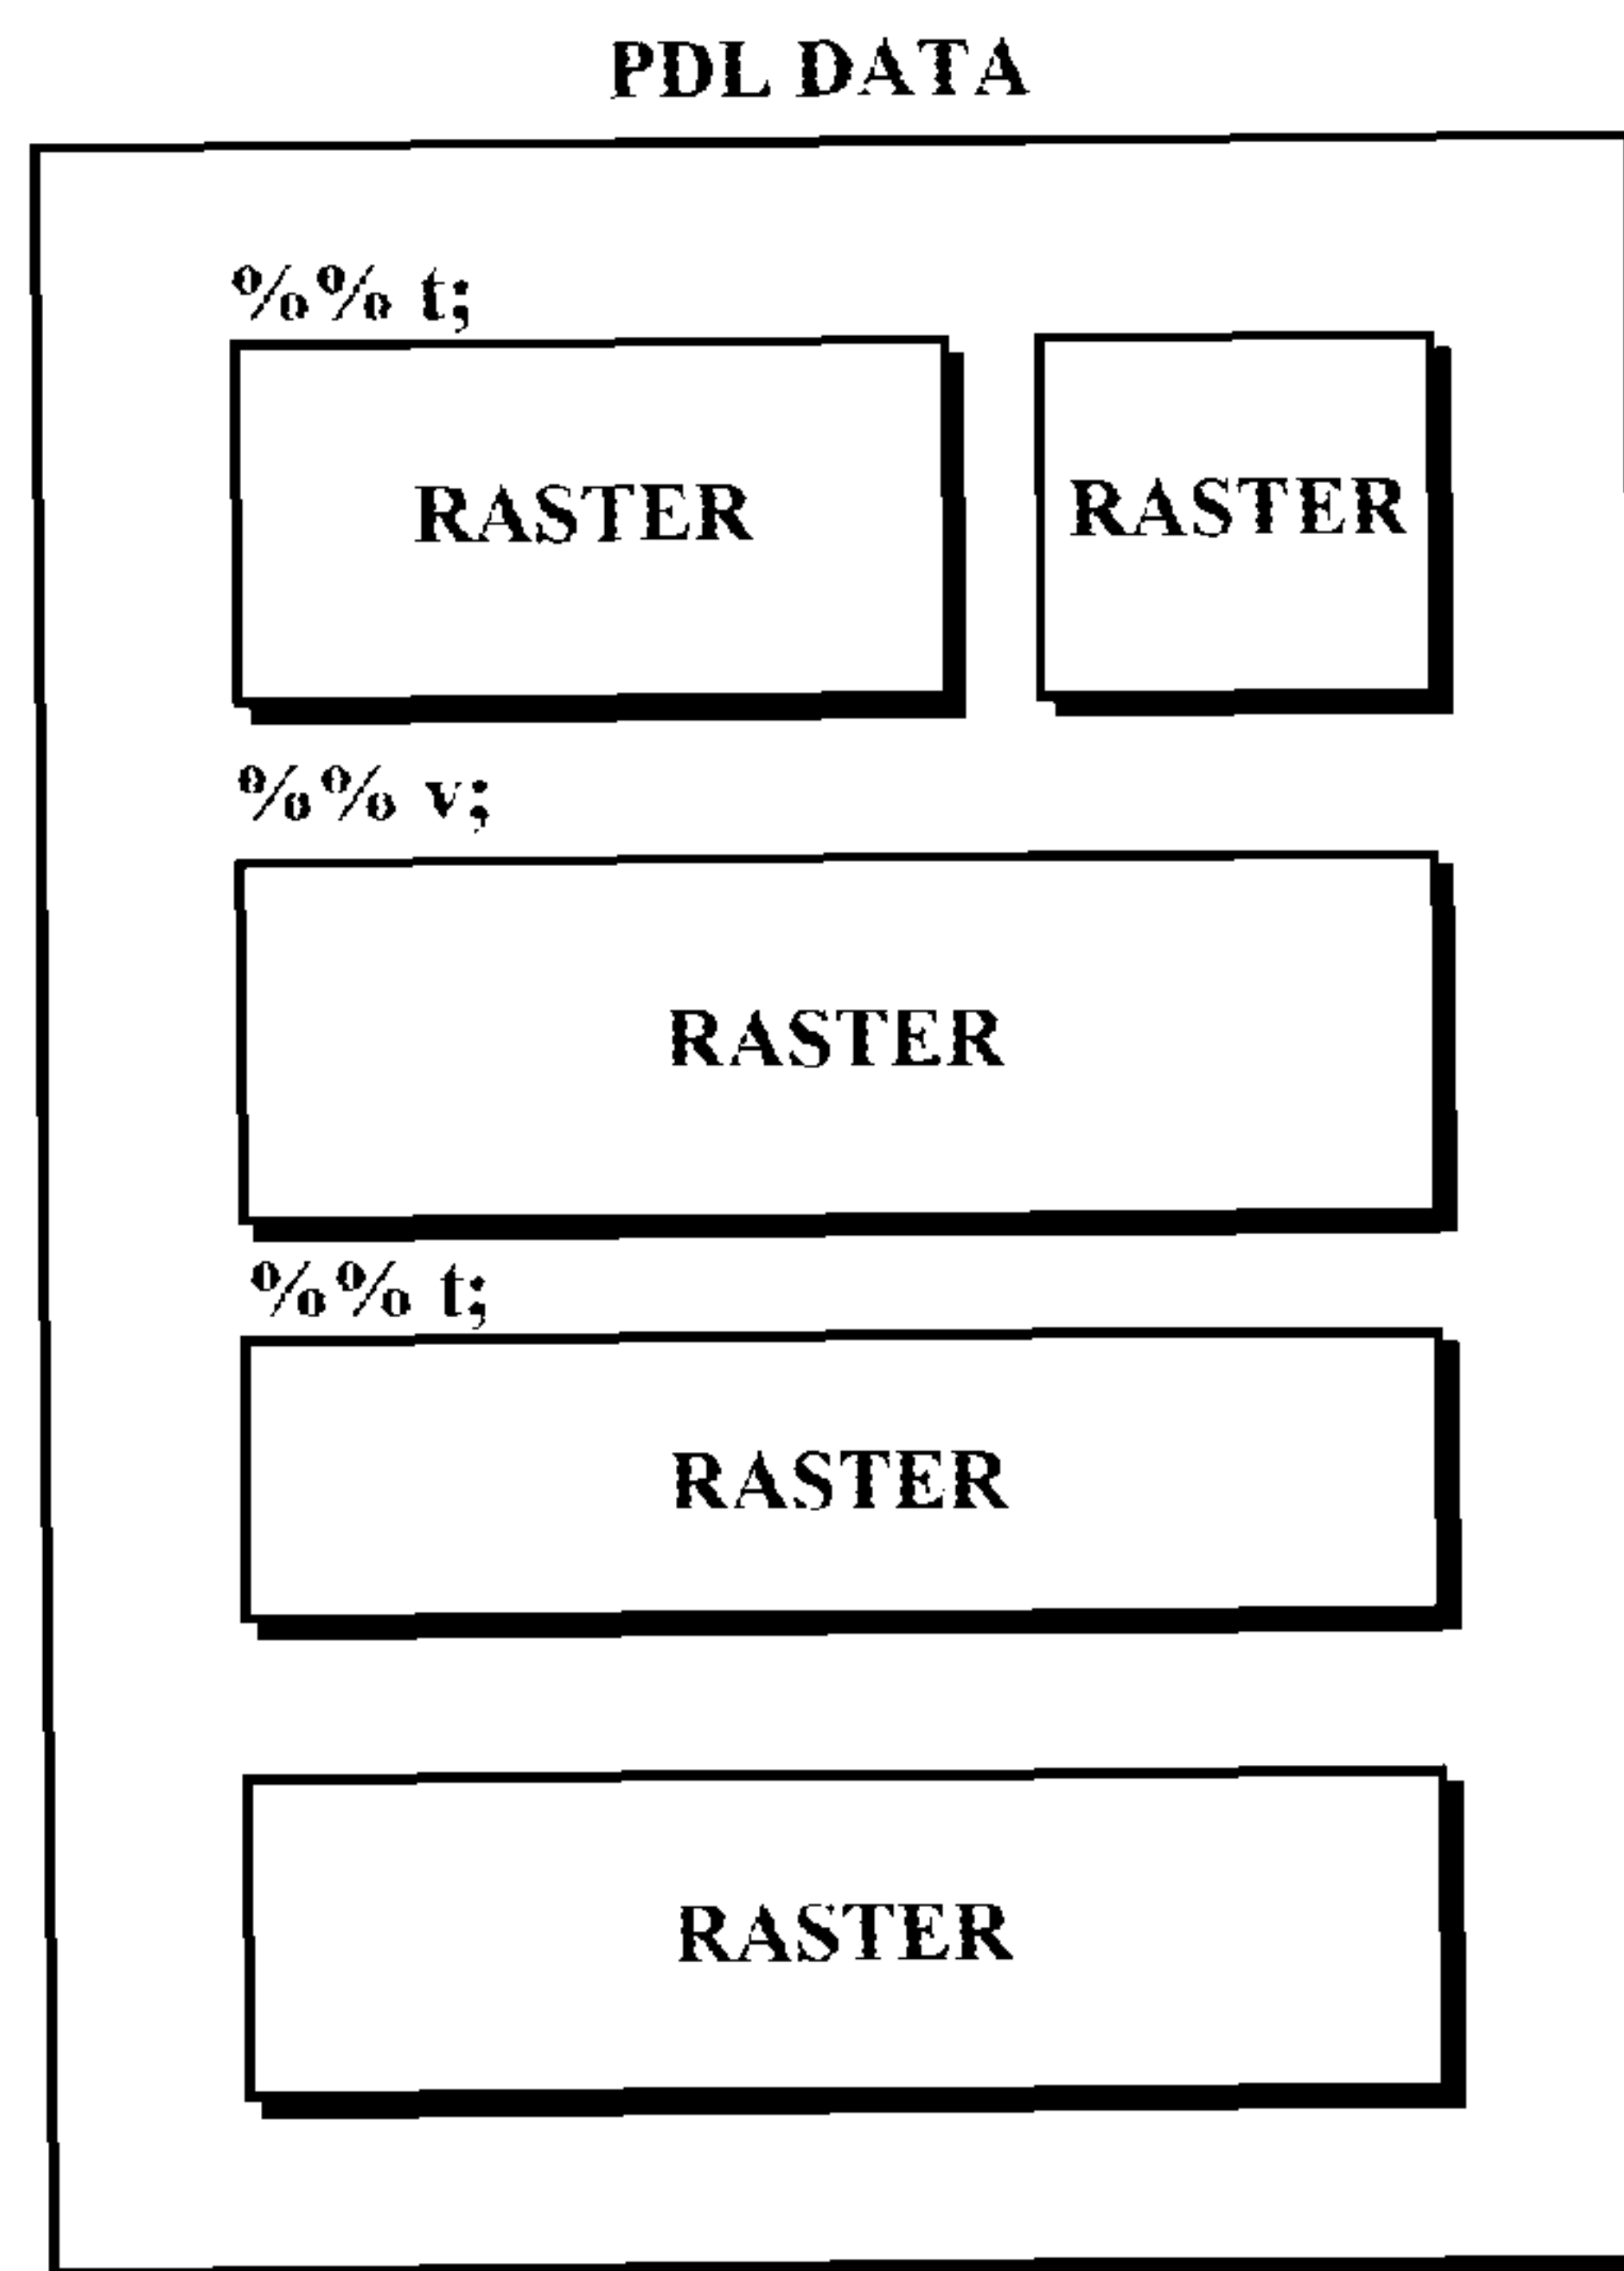 PDL DATA
%% t;
RASTER RASTER
%% v;
RASTER
%% t;
RASTER
RASTER